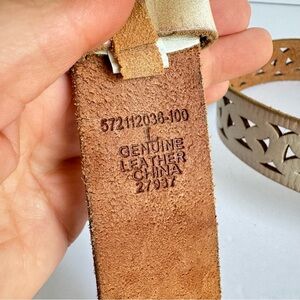 572112036-100
L
GENUINE
LEATHER
CHINA
27937